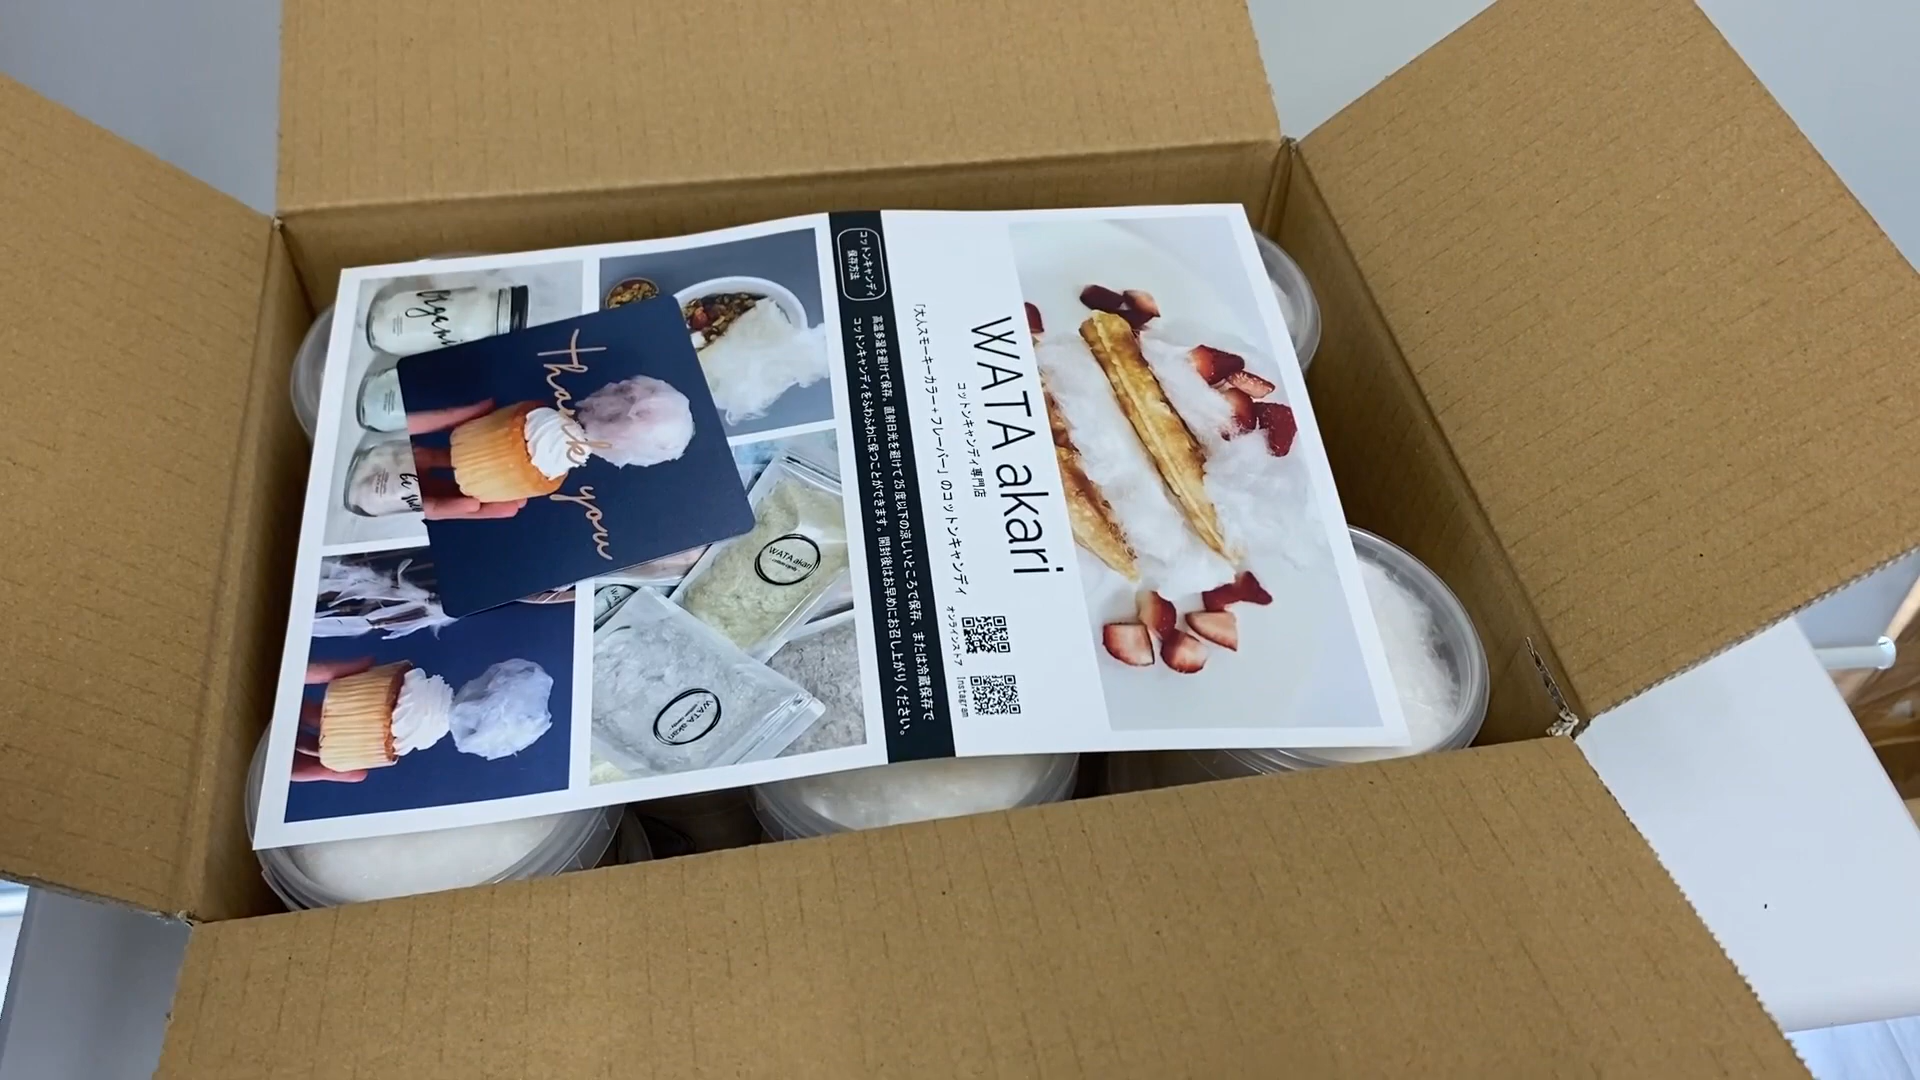 WATA akari
コットンキャンディ専門店
「大人スモーキーカラー＋フレーバー」のコットンキャンディ
オンラインストア
Instagram
コットンキャンディ
保存方法
高温多湿を避けて保存。直射日光を避けて25度以下の涼しいところで保存、または冷蔵保存で
コットンキャンディをふわふわに保つことができます。開封後はお早めにお召し上がりください。
Thank you
WATA akari
WATA akari